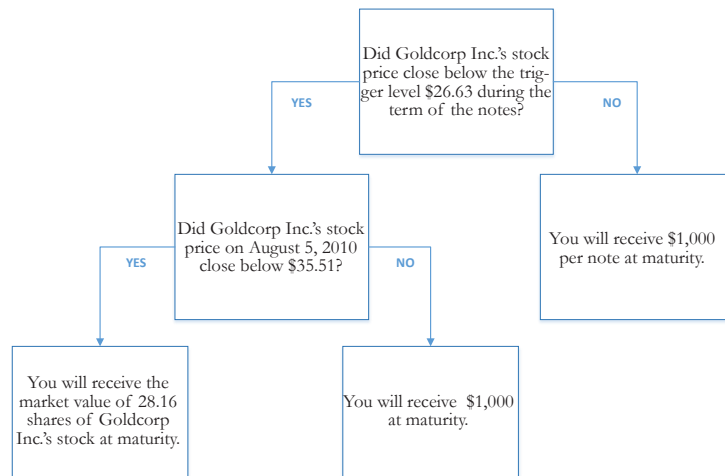 Did Goldcorp Inc.'s stock
price close below the trig-
ger level $26.63 during the
term of the notes?
YES
NO
Did Goldcorp Inc.'s stock
price on August 5, 2010
close below $35.51?
You will receive $1,000
per note at maturity.
YES
NO
You will receive the
market value of 28.16
shares of Goldcorp
Inc.'s stock at maturity.
You will receive $1,000
at maturity.